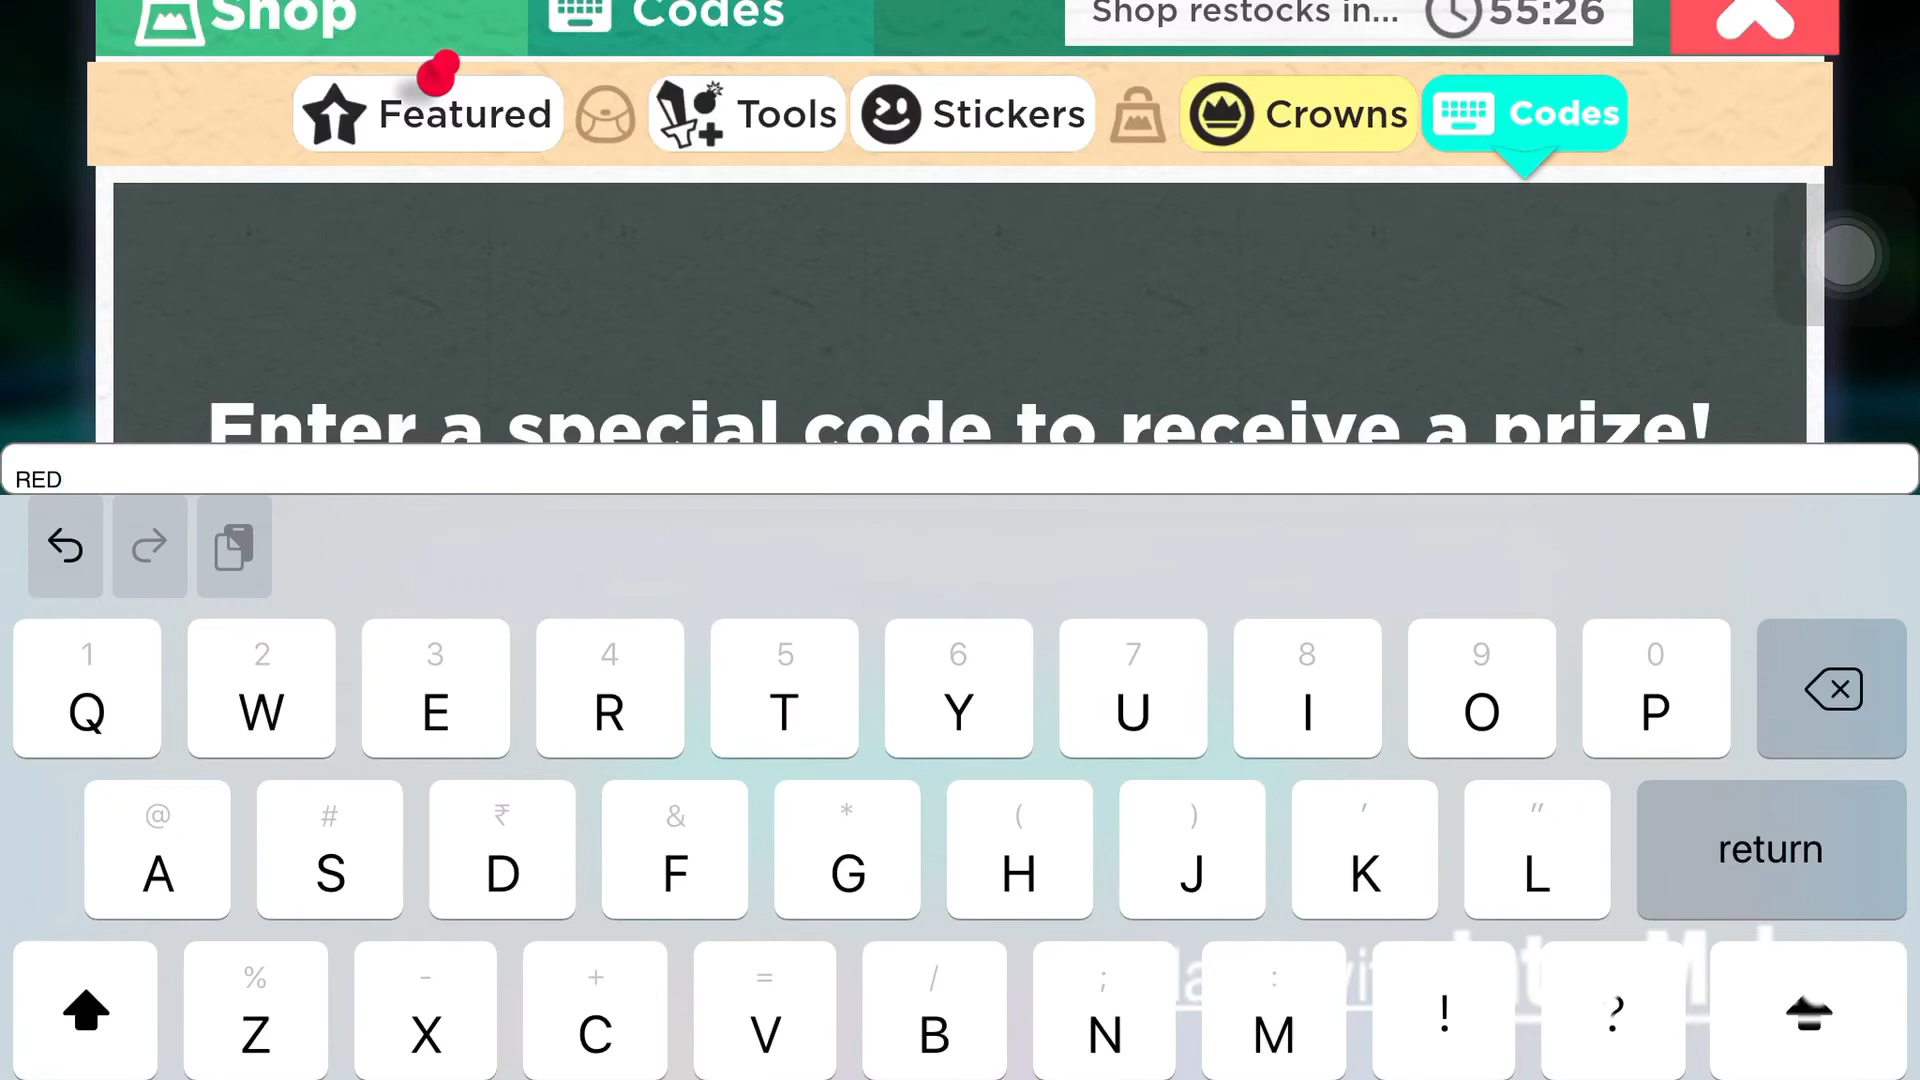 Shop
Codes
Shop restocks in...
55:26
Featured
Tools
Stickers
Crowns
Codes
Enter a special code to receive a prize!
RED
1 2 3 4 5 6 7 8 9 0
Q W E R T Y U I O P
@ # ₹ & * ( ) ' "
A S D F G H J K L
return
% - + = / ; :
Z X C V B N M ! ?